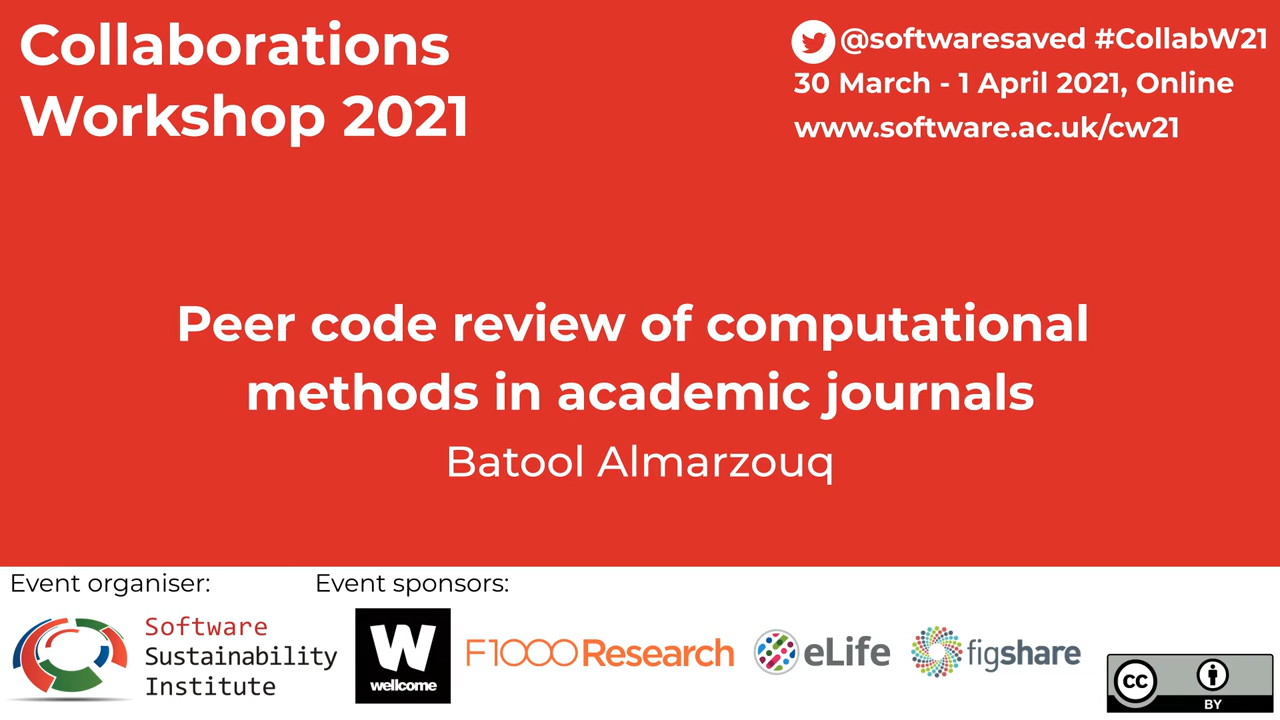 Collaborations
Workshop 2021
@softwaresaved #CollabW21
30 March - 1 April 2021, Online
www.software.ac.uk/cw21
Peer code review of computational
methods in academic journals
Batool Almarzouq
Event organiser:
Event sponsors:
Software
Sustainability
Institute
W
wellcome
F1000Research
eLife
figshare
cc
BY